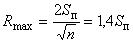 R_max = 2S_п / √n = 1,4S_п